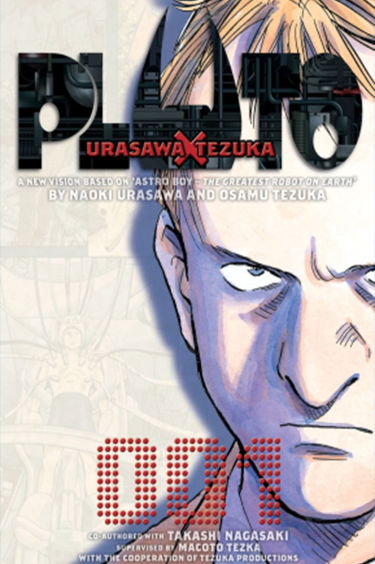 PLUTO
URASAWA X TEZUKA
A NEW VISION BASED ON 'ASTRO BOY - THE GREATEST ROBOT ON EARTH'
BY NAOKI URASAWA AND OSAMU TEZUKA
001
CO-AUTHORED WITH TAKASHI NAGASAKI
SUPERVISED BY MACOTO TEZKA
WITH THE COOPERATION OF TEZUKA PRODUCTIONS